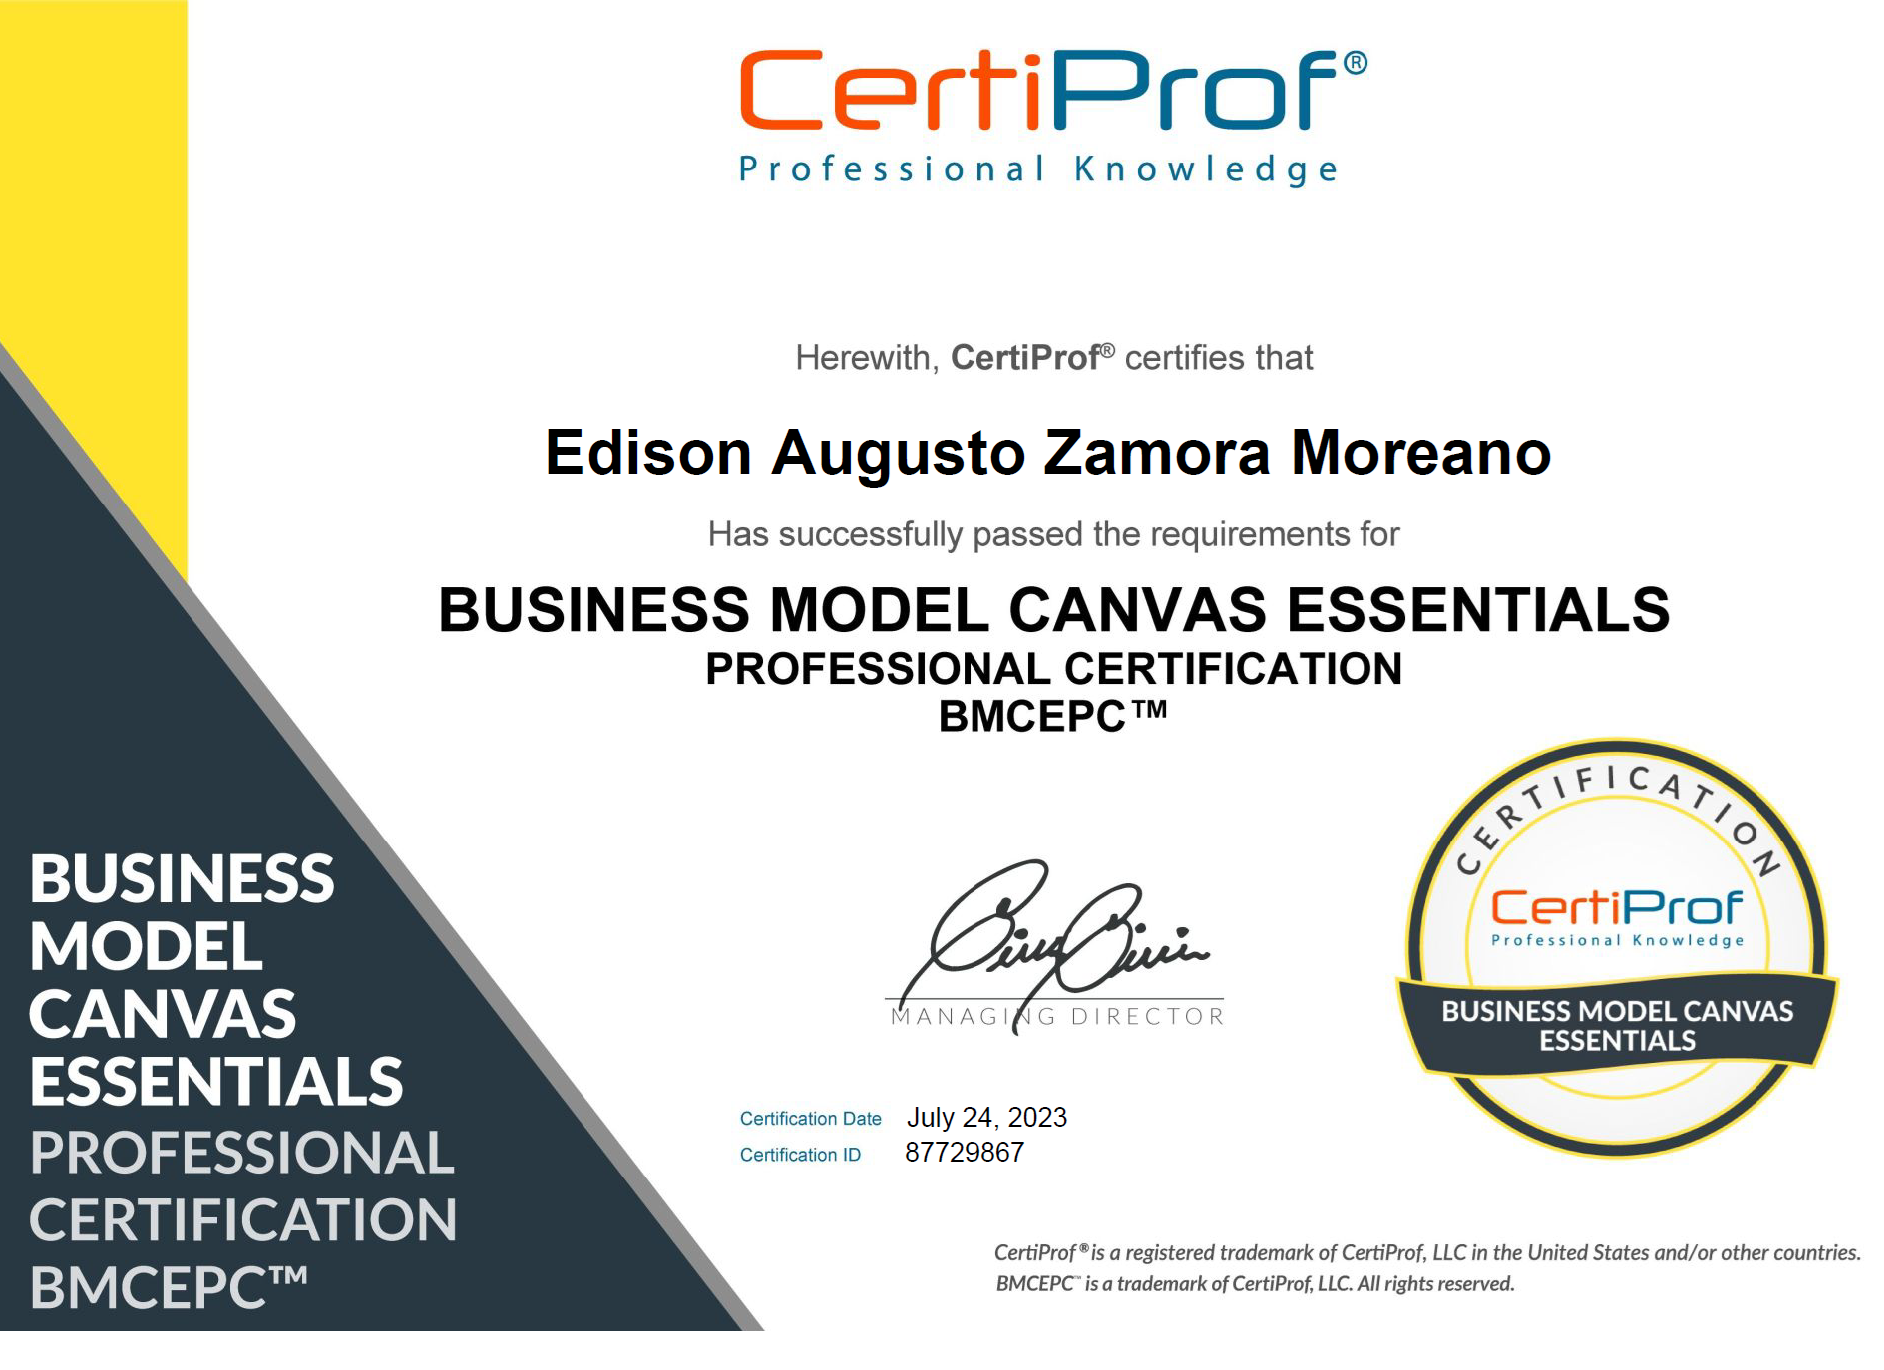 CertiProf®
Professional Knowledge
Herewith, CertiProf® certifies that
Edison Augusto Zamora Moreano
Has successfully passed the requirements for
BUSINESS MODEL CANVAS ESSENTIALS
PROFESSIONAL CERTIFICATION
BMCEPC™
BUSINESS
MODEL
CANVAS
ESSENTIALS
PROFESSIONAL
CERTIFICATION
BMCEPC™
MANAGING DIRECTOR
Certification Date July 24, 2023
Certification ID 87729867
CERTIFICATION
CertiProf
Professional Knowledge
BUSINESS MODEL CANVAS
ESSENTIALS
CertiProf® is a registered trademark of CertiProf, LLC in the United States and/or other countries.
BMCEPC™ is a trademark of CertiProf, LLC. All rights reserved.